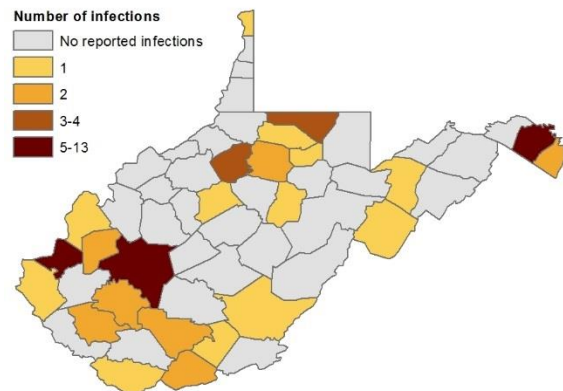 Number of infections
No reported infections
1
2
3-4
5-13